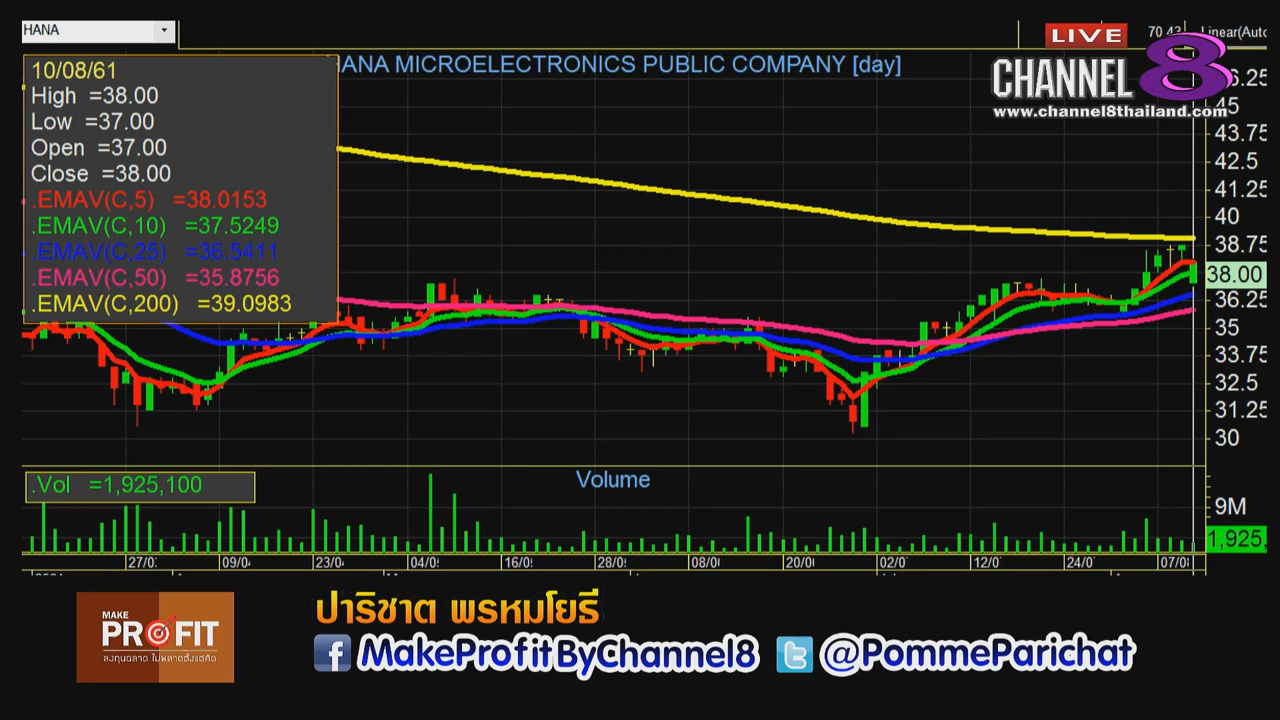 HANA
LIVE
70.43
Linear(Auto
10/08/61
High =38.00
Low =37.00
Open =37.00
Close =38.00
.EMAV(C,5) =38.0153
.EMAV(C,10) =37.5249
.EMAV(C,25) =36.5411
.EMAV(C,50) =35.8756
.EMAV(C,200) =39.0983
HANA MICROELECTRONICS PUBLIC COMPANY [day]
CHANNEL 8
www.channel8thailand.com
6.25
45
43.75
42.5
41.25
40
38.75
38.00
36.25
35
33.75
32.5
31.25
30
.Vol =1,925,100
Volume
9M
1,925,
27/0
09/0
23/0
04/0
16/0
28/0
08/0
20/0
02/0
12/0
24/0
07/0
MAKE
PROFIT
ลงทุนฉลาด ไม่พลาดตั้งแต่คิด
ปาริชาต พรหมโยธี
f MakeProfitByChannel8
t @PommeParichat